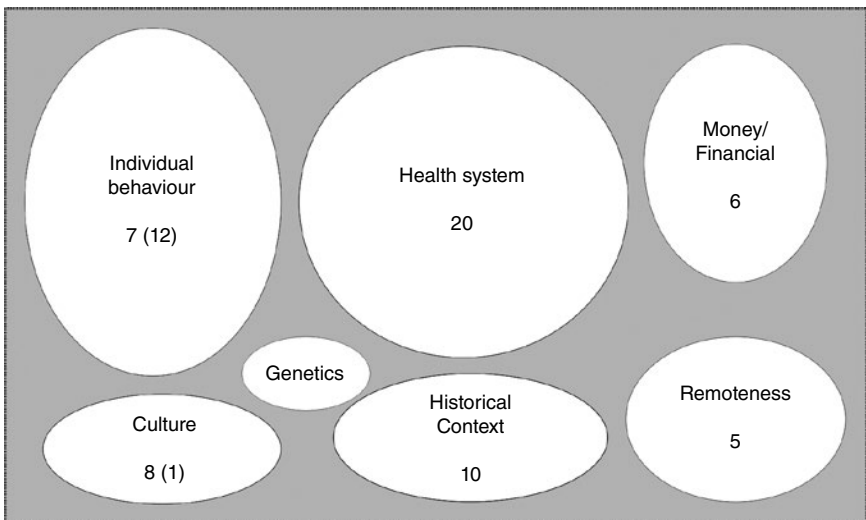 Individual
behaviour
7 (12)
Health system
20
Money/
Financial
6
Genetics
Culture
8 (1)
Historical
Context
10
Remoteness
5